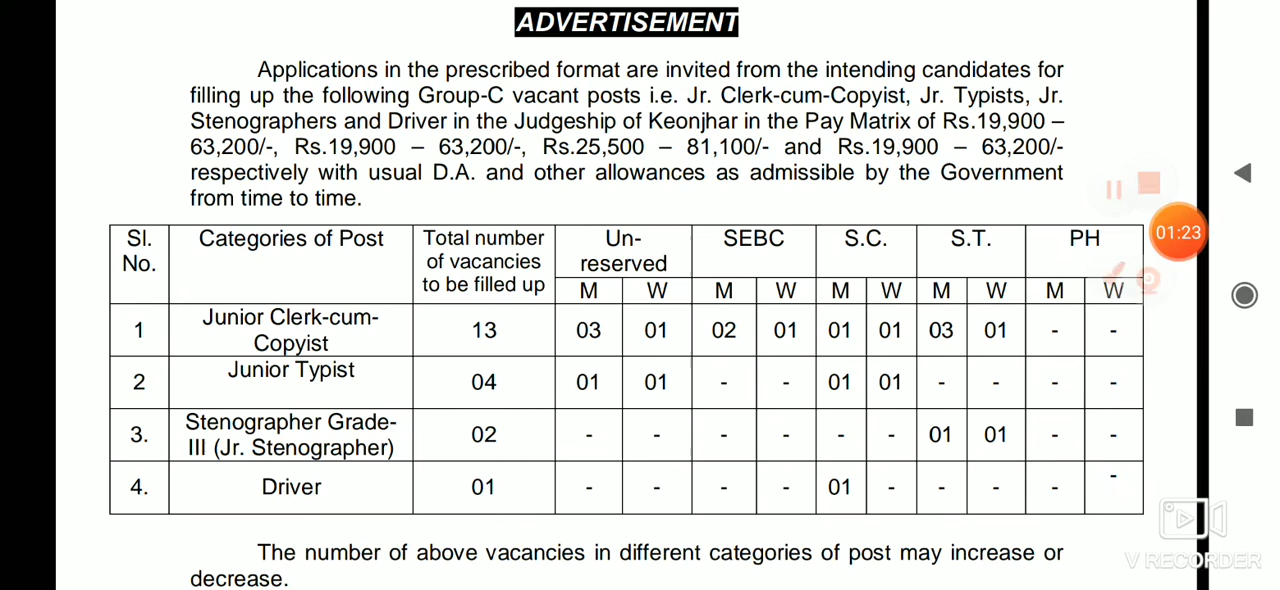 ADVERTISEMENT
Applications in the prescribed format are invited from the intending candidates for
filling up the following Group-C vacant posts i.e. Jr. Clerk-cum-Copyist, Jr. Typists, Jr.
Stenographers and Driver in the Judgeship of Keonjhar in the Pay Matrix of Rs.19,900 –
63,200/-, Rs.19,900 – 63,200/-, Rs.25,500 – 81,100/- and Rs.19,900 – 63,200/-
respectively with usual D.A. and other allowances as admissible by the Government
from time to time.
Sl. No. Categories of Post Total number of vacancies to be filled up Un-reserved SEBC S.C. S.T. PH
M W M W M W M W M W
1 Junior Clerk-cum-Copyist 13 03 01 02 01 01 01 03 01 - -
2 Junior Typist 04 01 01 - - 01 01 - - - -
3. Stenographer Grade-III (Jr. Stenographer) 02 - - - - - - 01 01 - -
4. Driver 01 - - - - 01 - - - - -
The number of above vacancies in different categories of post may increase or
decrease.
01:23
V RECORDER